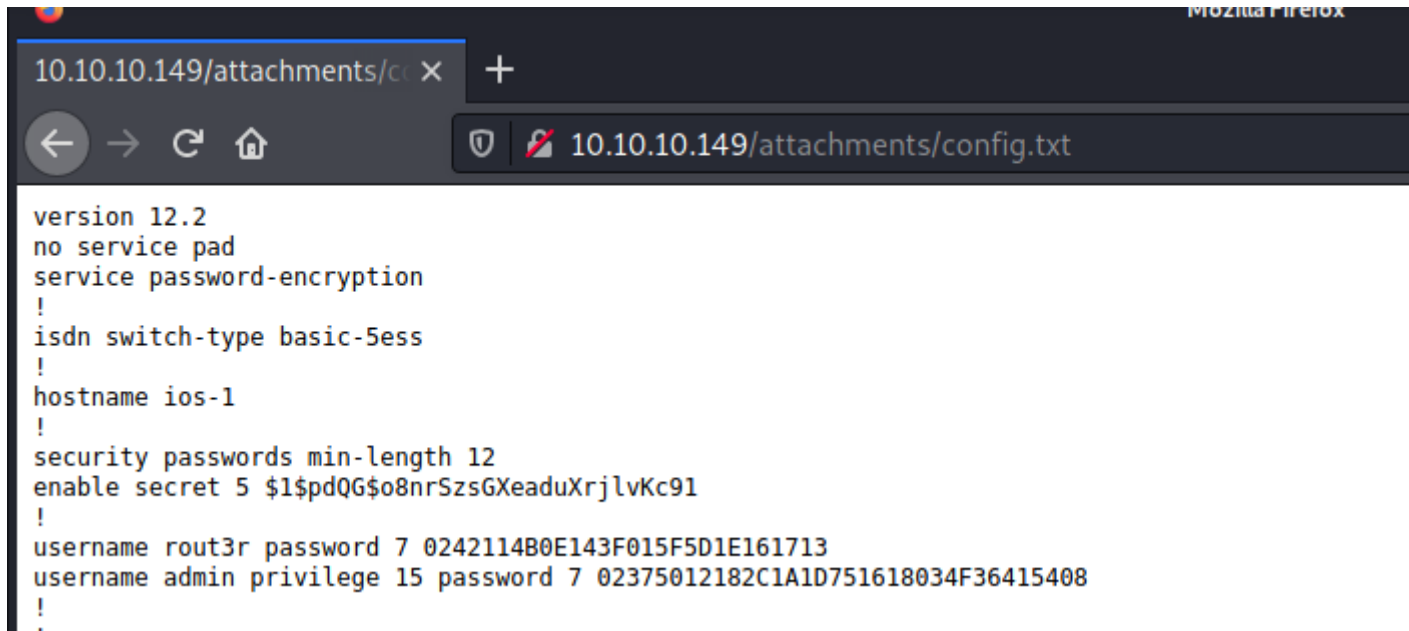 Mozilla Firefox
10.10.10.149/attachments/co
10.10.10.149/attachments/config.txt
version 12.2
no service pad
service password-encryption
!
isdn switch-type basic-5ess
!
hostname ios-1
!
security passwords min-length 12
enable secret 5 $1$pdQG$o8nrSzsGXeaduXrjlvKc91
!
username rout3r password 7 0242114B0E143F015F5D1E161713
username admin privilege 15 password 7 02375012182C1A1D751618034F36415408
!
!